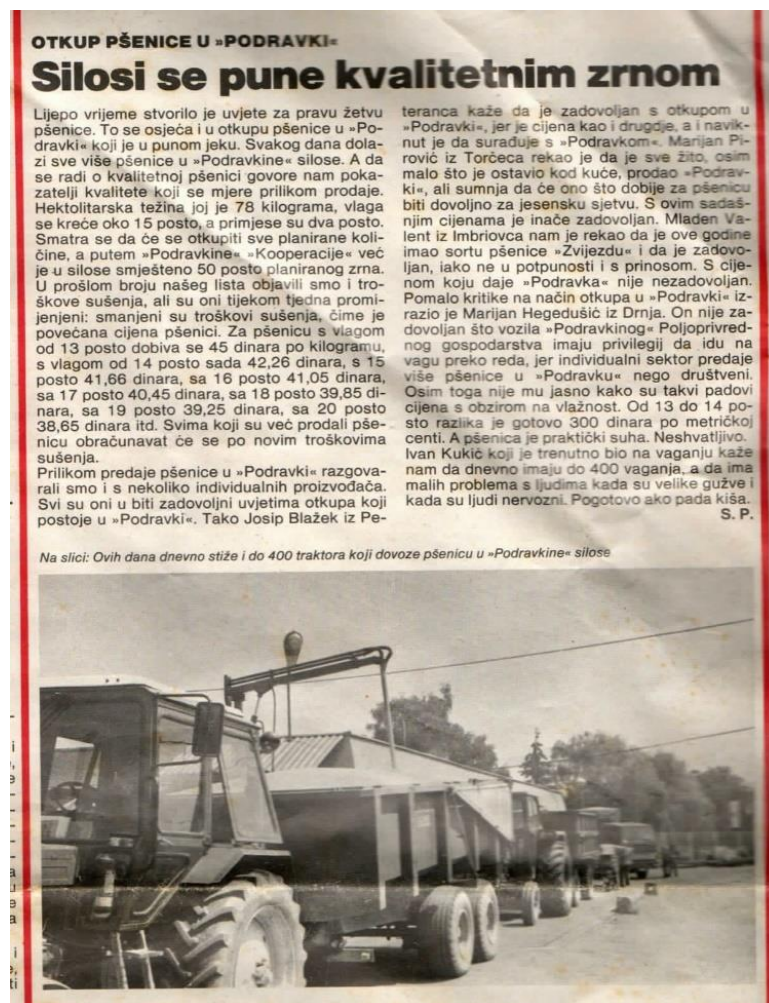 OTKUP PŠENICE U »PODRAVKI«
Silosi se pune kvalitetnim zrnom
Lijepo vrijeme stvorilo je uvjete za pravu žetvu
pšenice. To se osjeća i u otkupu pšenice u »Po-
dravki« koji je u punom jeku. Svakog dana dola-
zi sve više pšenice u »Podravkine« silose. A da
se radi o kvalitetnoj pšenici govore nam poka-
zatelji kvalitete koji se mjere prilikom prodaje.
Hektolitarska težina joj je 78 kilograma, vlaga
se kreće oko 15 posto, a primjese su dva posto.
Smatra se da će se otkupiti sve planirane koli-
čine, a putem »Podravkine« »Kooperacije« već
je u silose smješteno 50 posto planiranog zrna.
U prošlom broju našeg lista objavili smo i tro-
škove sušenja, ali su oni tijekom tjedna promi-
jenjeni: smanjeni su troškovi sušenja, čime je
povećana cijena pšenici. Za pšenicu s vlagom
od 13 posto dobiva se 45 dinara po kilogramu,
s vlagom od 14 posto sada 42,26 dinara, s 15
posto 41,66 dinara, sa 16 posto 41,05 dinara,
sa 17 posto 40,45 dinara, sa 18 posto 39,85 di-
nara, sa 19 posto 39,25 dinara, sa 20 posto
38,65 dinara itd. Svima koji su već prodali pše-
nicu obračunavat će se po novim troškovima
sušenja.
Prilikom predaje pšenice u »Podravki« razgova-
rali smo i s nekoliko individualnih proizvođača.
Svi su oni u biti zadovoljni uvjetima otkupa koji
postoje u »Podravki«. Tako Josip Blažek iz Pe-
teranca kaže da je zadovoljan s otkupom u
»Podravki«, jer je cijena kao i drugdje, a i navik-
nut je da surađuje s »Podravkom«. Marijan Pi-
rović iz Torčeca rekao je da je sve žito, osim
malo što je ostavio kod kuće, prodao »Podrav-
ki«, ali sumnja da će ono što dobije za pšenicu
biti dovoljno za jesensku sjetvu. S ovim sadaš-
njim cijenama je inače zadovoljan. Mladen Va-
lent iz Imbriovca nam je rekao da je ove godine
imao sortu pšenice »Zvijezdu« i da je zadovo-
ljan, iako ne u potpunosti i s prinosom. S cije-
nom koju daje »Podravka« nije nezadovoljan.
Pomalo kritike na način otkupa u »Podravki« iz-
razio je Marijan Hegedušić iz Drnja. On nije za-
dovoljan što vozila »Podravkinog« Poljoprivred-
nog gospodarstva imaju privilegij da idu na
vagu preko reda, jer individualni sektor predaje
više pšenice u »Podravku« nego društveni.
Osim toga nije mu jasno kako su takvi padovi
cijena s obzirom na vlažnost. Od 13 do 14 po-
sto razlika je gotovo 300 dinara po metričkoj
centi. A pšenica je praktički suha. Neshvatljivo.
Ivan Kukić koji je trenutno bio na vaganju kaže
nam da dnevno imaju do 400 vaganja, a da ima
malih problema s ljudima kada su velike gužve i
kada su ljudi nervozni. Pogotovo ako pada kiša.
S. P.
Na slici: Ovih dana dnevno stiže i do 400 traktora koji dovoze pšenicu u »Podravkine« silose